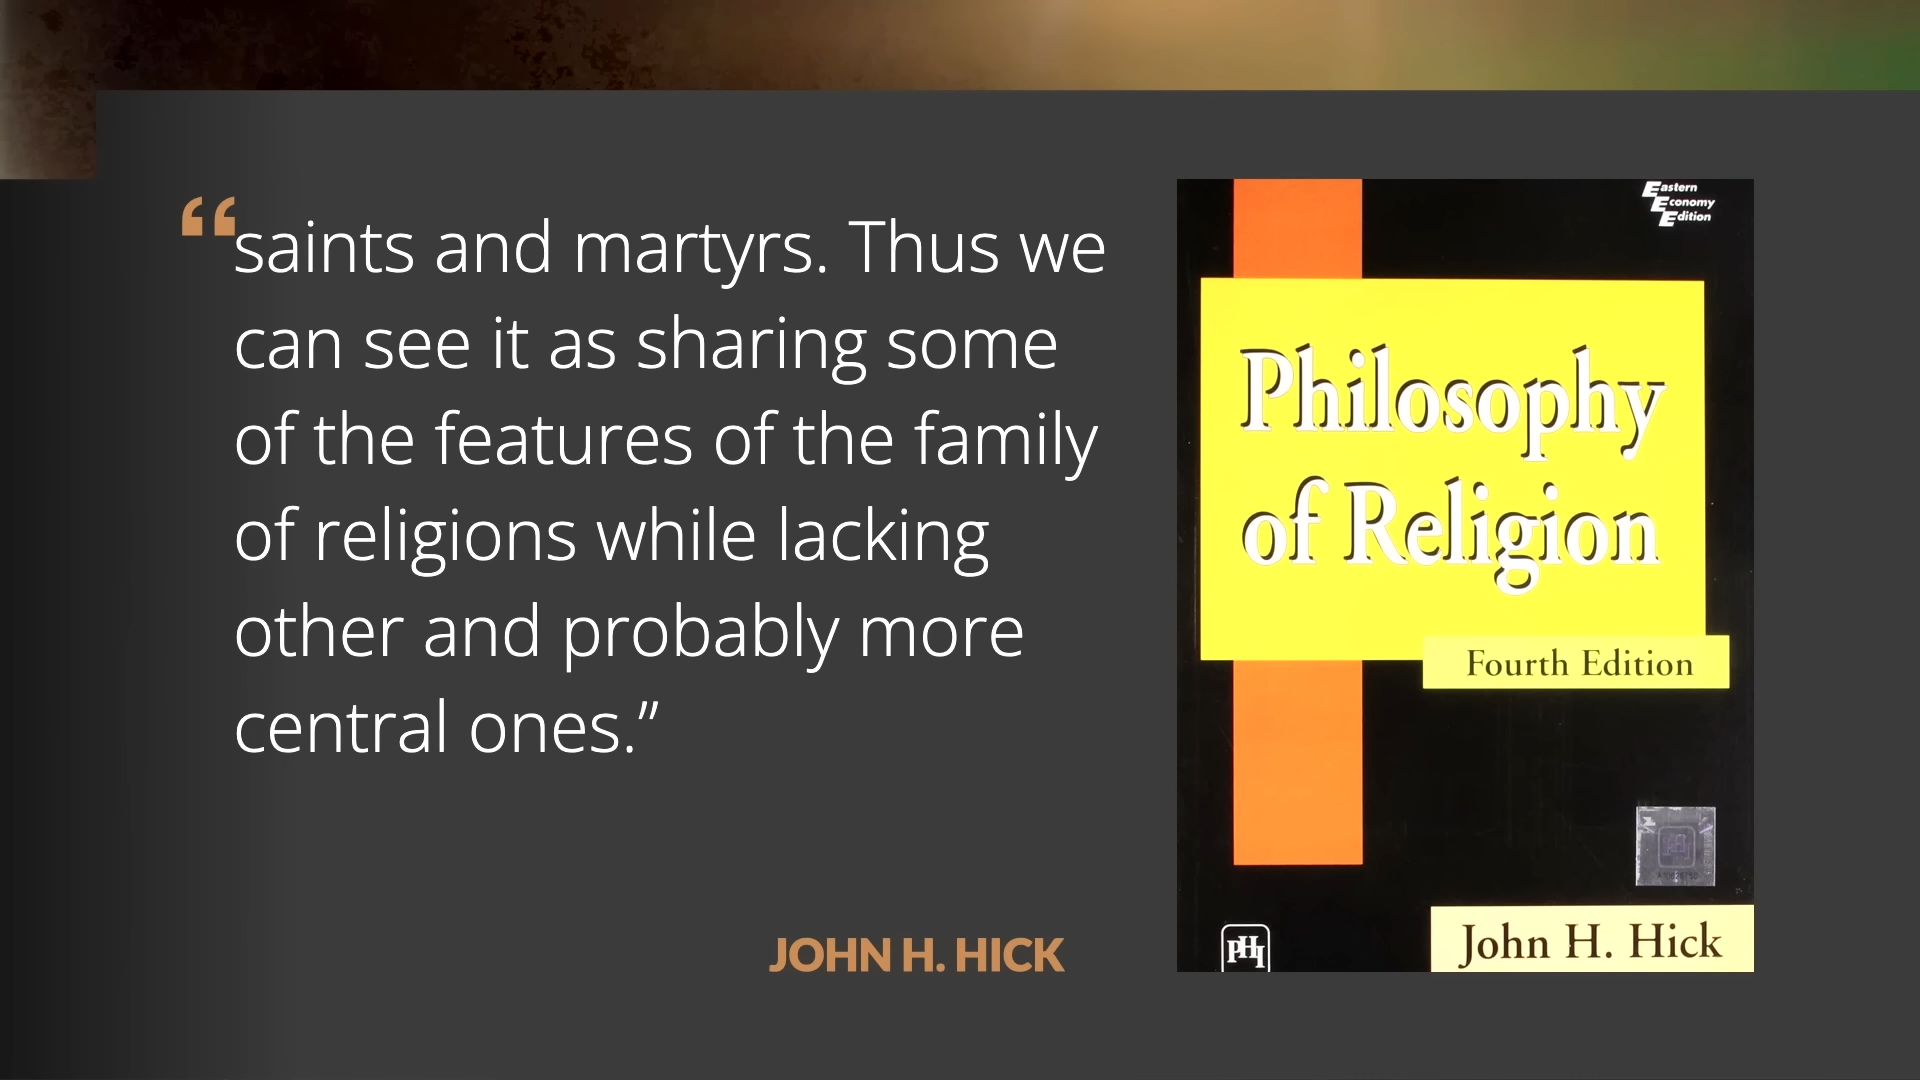 “saints and martyrs. Thus we
can see it as sharing some
of the features of the family
of religions while lacking
other and probably more
central ones.”
JOHN H. HICK
Eastern
Economy
Edition
Philosophy
of Religion
Fourth Edition
PHI
John H. Hick